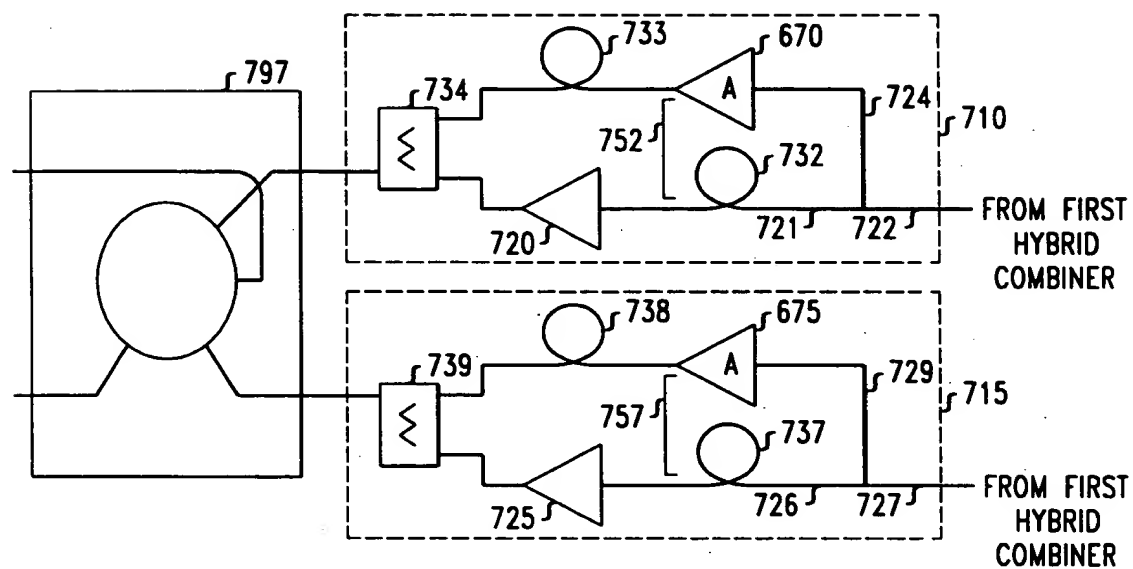 733
670
797
734
A
724
710
752
732
720
721
722
FROM FIRST
HYBRID
COMBINER
738
675
739
A
729
715
757
737
725
726
727
FROM FIRST
HYBRID
COMBINER